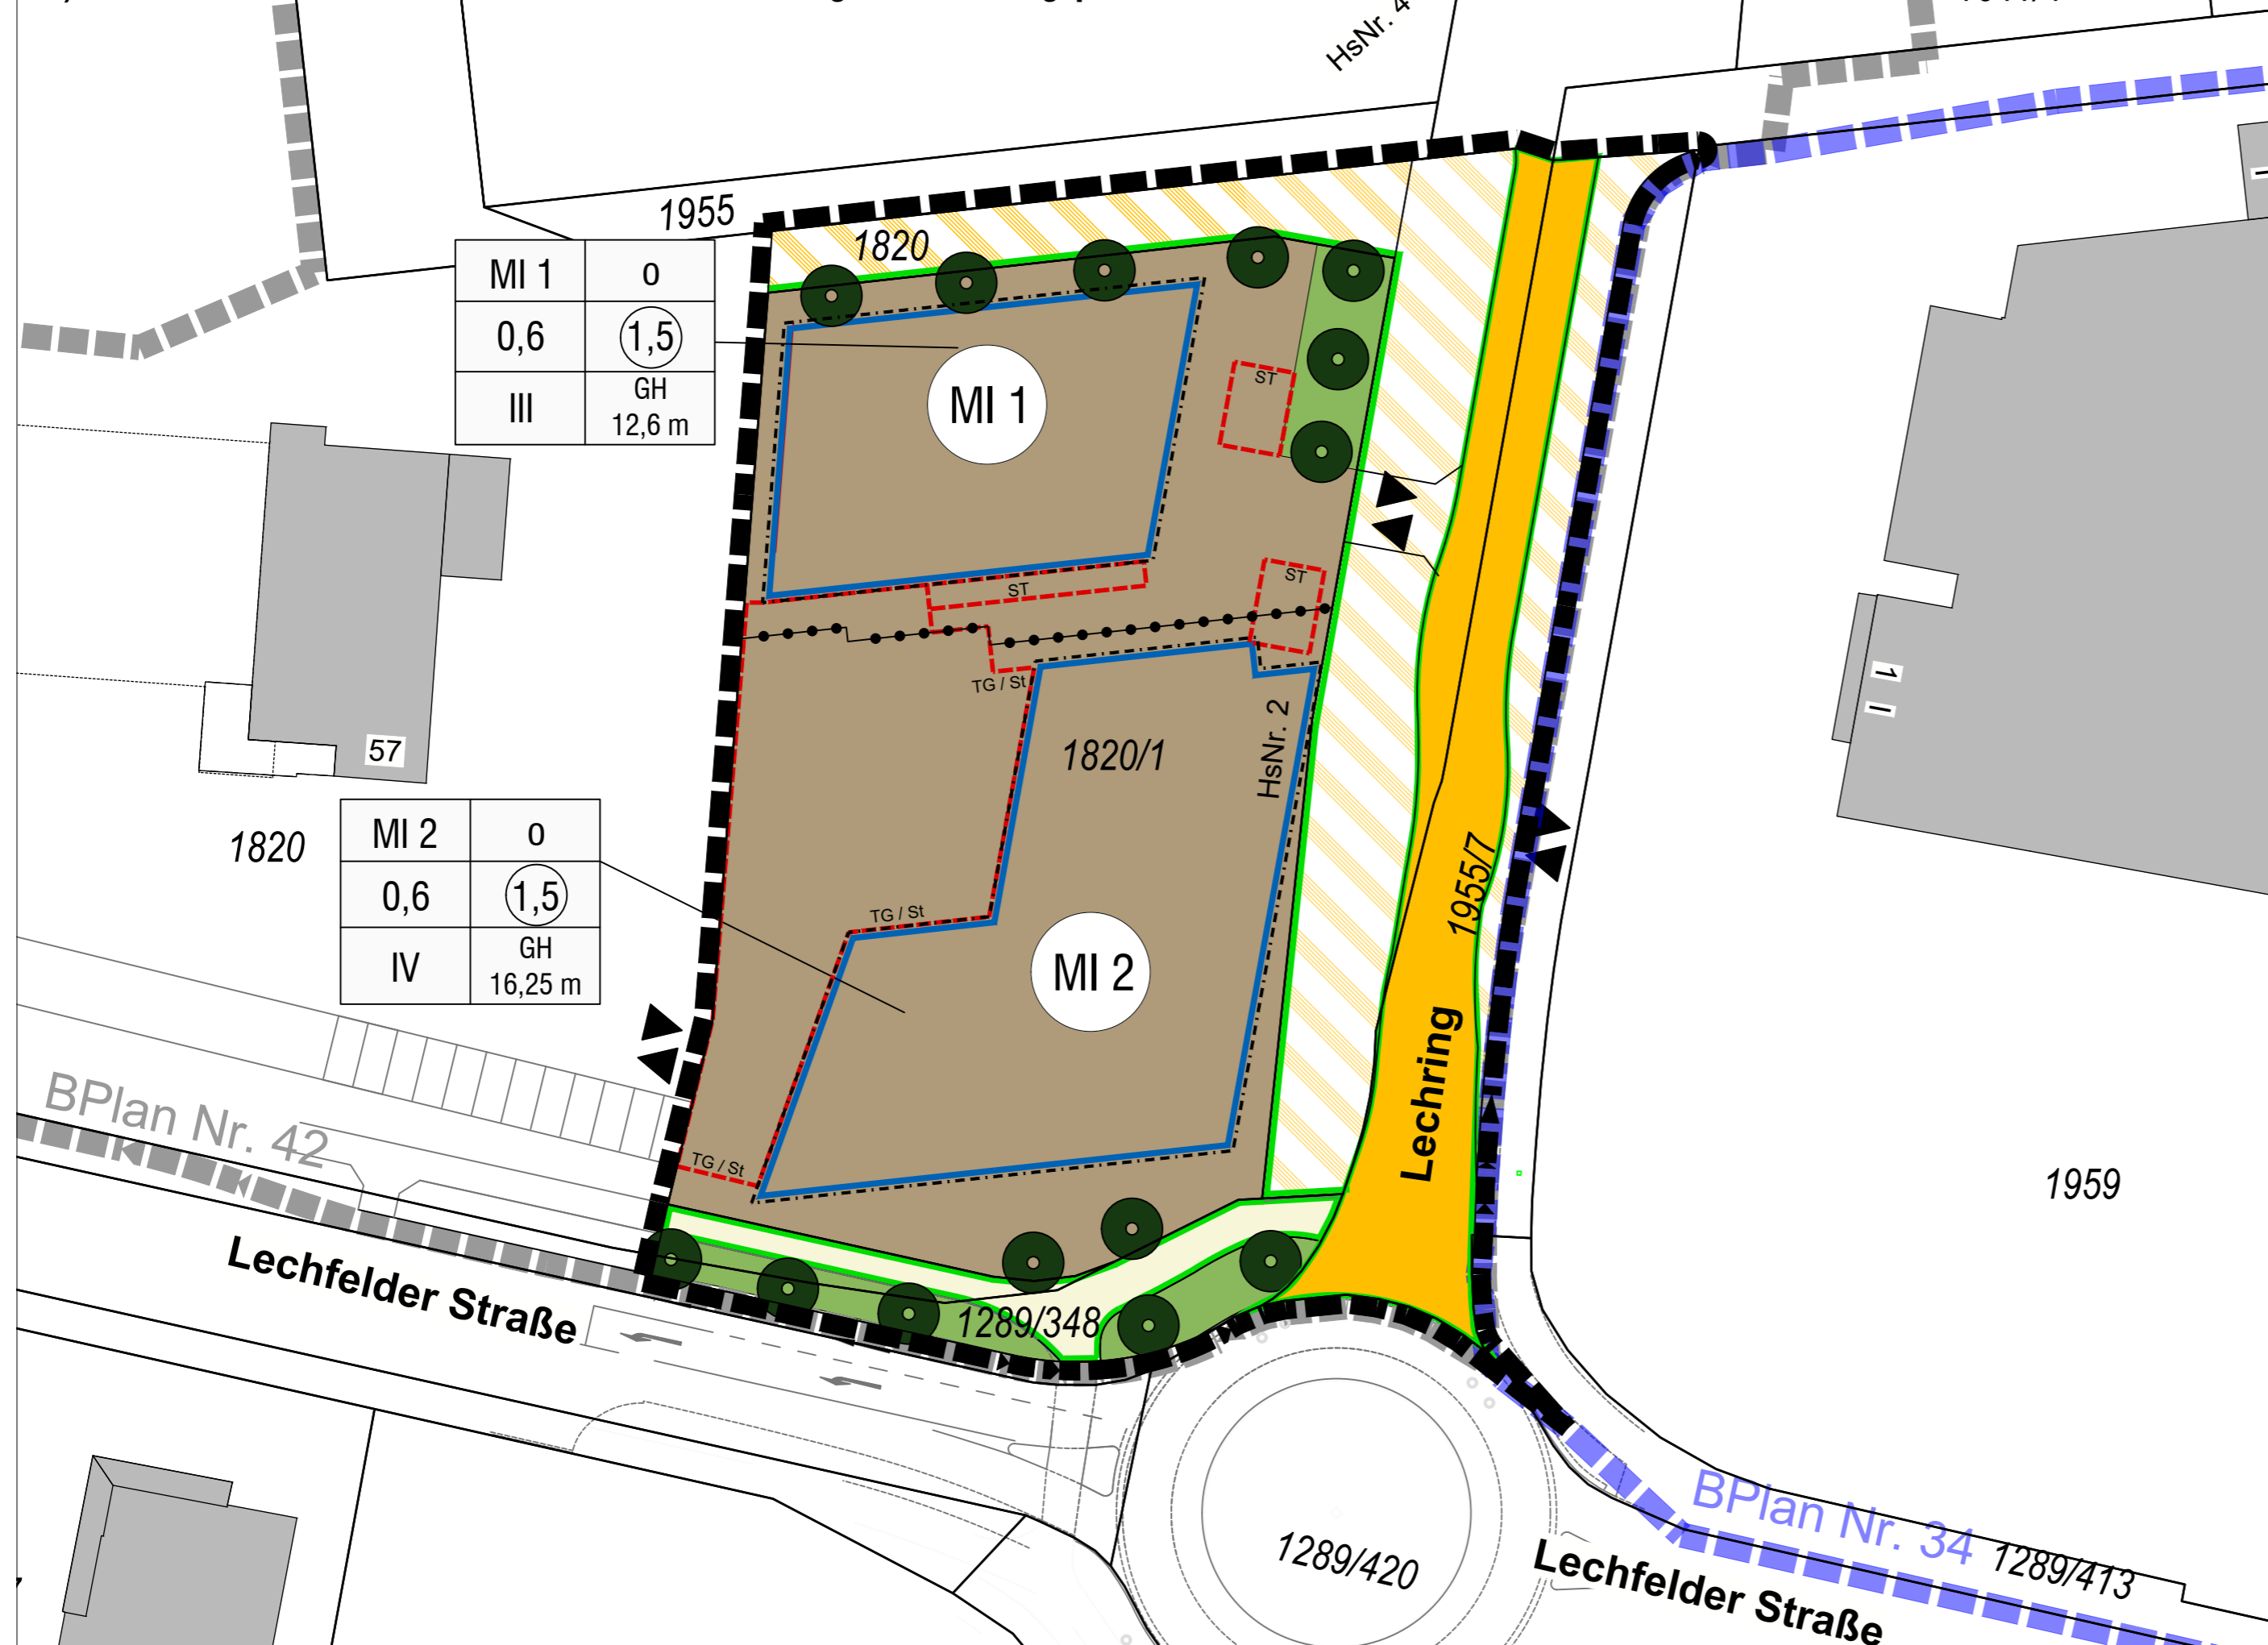 HsNr. 4
1955
1820
MI 1 o
0,6 1,5
III GH
12,6 m
MI 1
ST
ST
ST
TG / St
HsNr. 2
1820/1
57
1820
MI 2 o
0,6 1,5
IV GH
16,25 m
TG / St
MI 2
1955/7
Lechring
1
I
BPlan Nr. 42
TG / St
1959
Lechfelder Straße
1289/348
1289/420
BPlan Nr. 34
1289/413
Lechfelder Straße